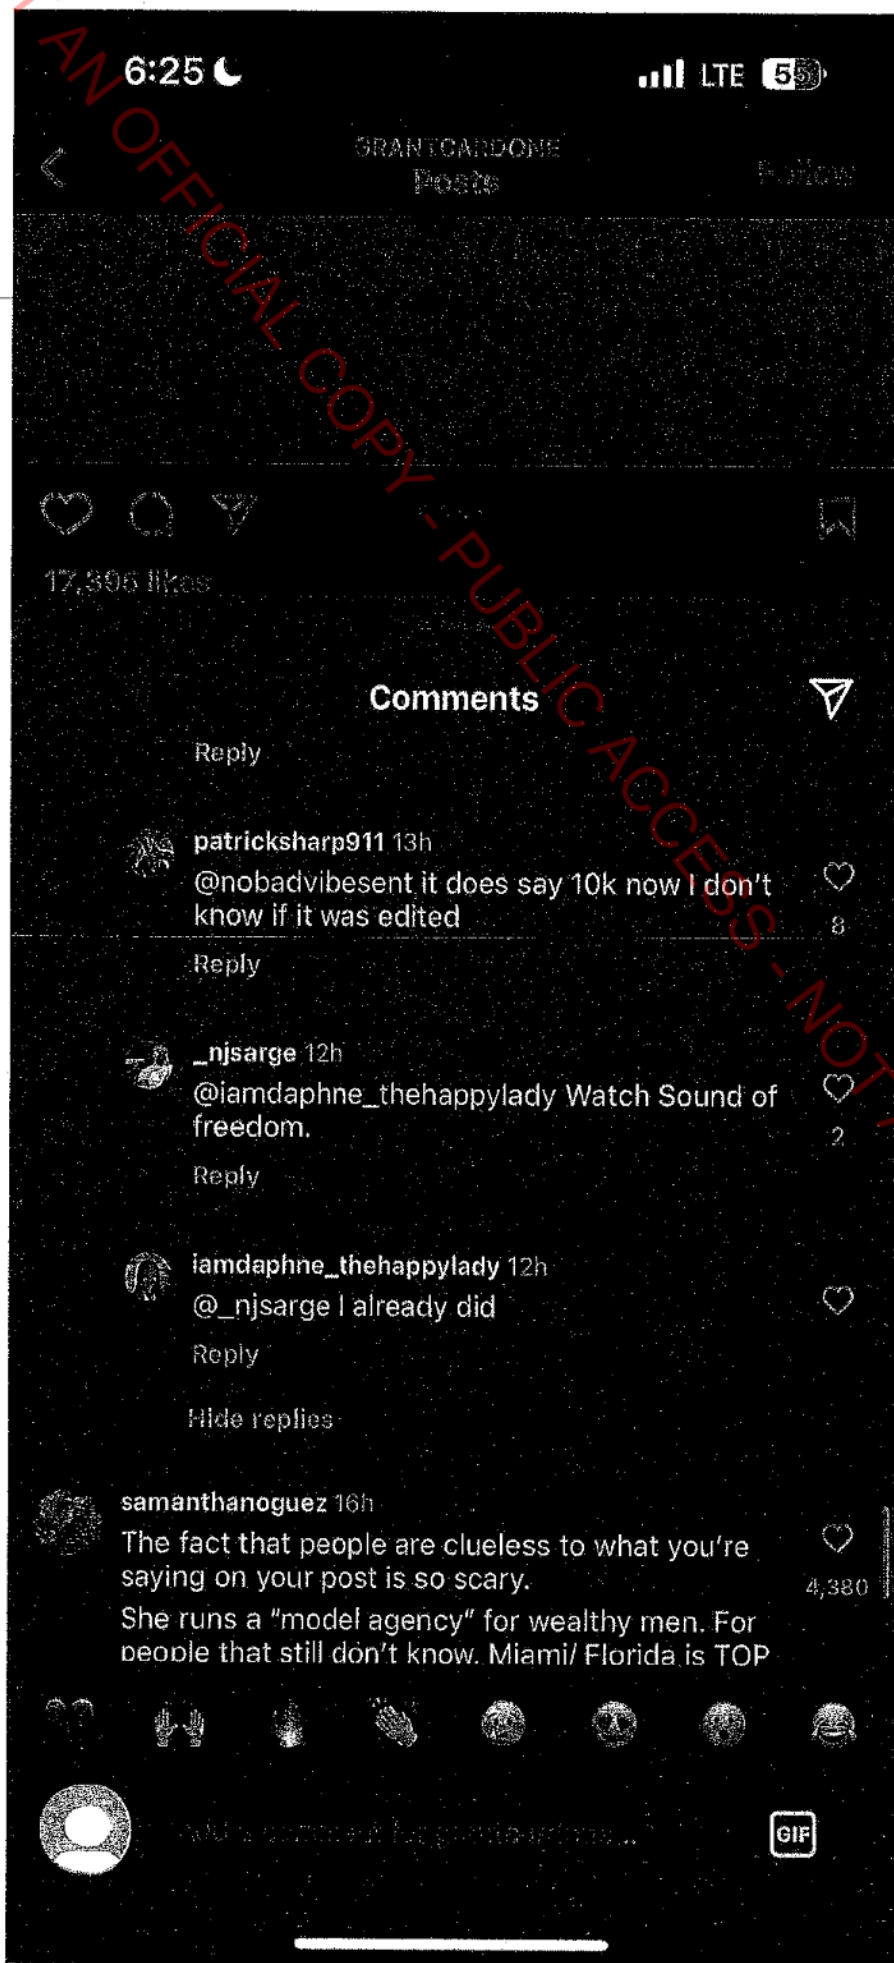 6:25
LTE 55
GRANTCARDONE
Posts
Follow
17,396 likes
Comments
Reply
patricksharp911 13h
@nobadvibesent it does say 10k now I don't
know if it was edited
8
Reply
_njsarge 12h
@iamdaphne_thehappylady Watch Sound of
freedom.
2
Reply
iamdaphne_thehappylady 12h
@_njsarge I already did
Reply
Hide replies
samanthanoguez 16h
The fact that people are clueless to what you're
saying on your post is so scary.
4,380
She runs a "model agency" for wealthy men. For
people that still don't know. Miami/ Florida is TOP
GIF
AN OFFICIAL COPY - PUBLIC ACCESS - NOT